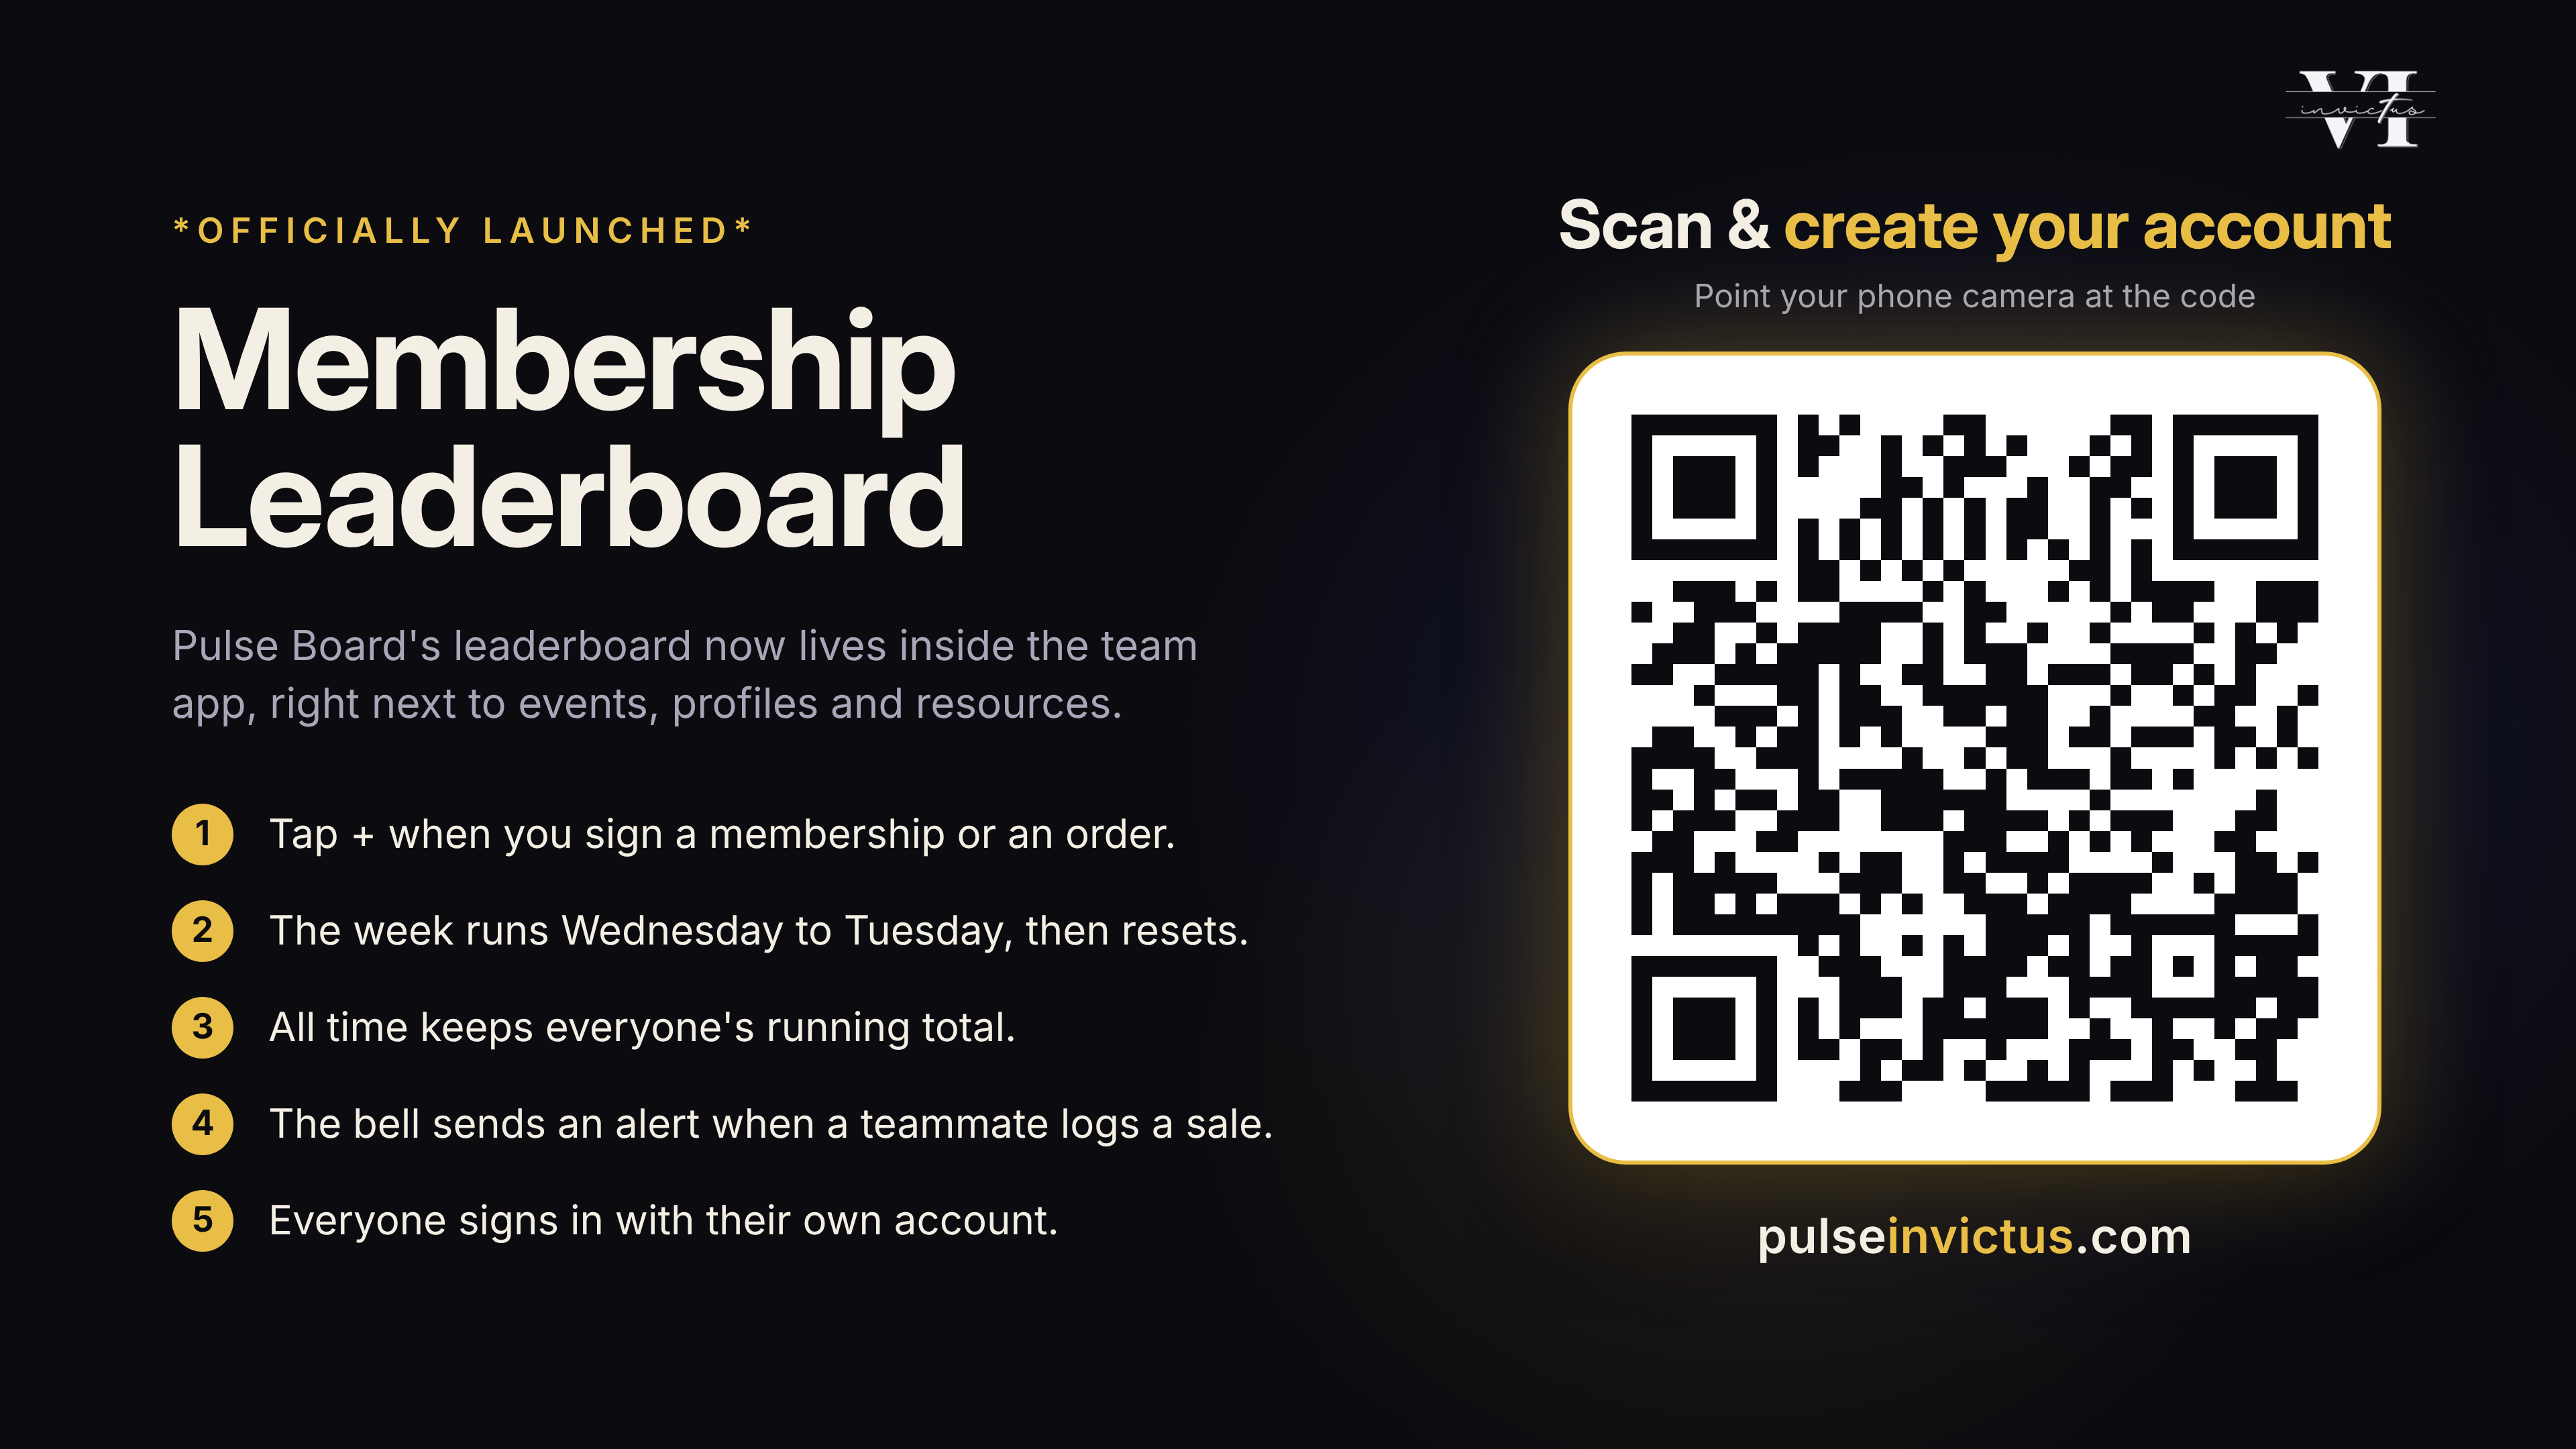 VI
invictus
*OFFICIALLY LAUNCHED*
Membership
Leaderboard
Pulse Board's leaderboard now lives inside the team
app, right next to events, profiles and resources.
1 Tap + when you sign a membership or an order.
2 The week runs Wednesday to Tuesday, then resets.
3 All time keeps everyone's running total.
4 The bell sends an alert when a teammate logs a sale.
5 Everyone signs in with their own account.
Scan & create your account
Point your phone camera at the code
pulseinvictus.com